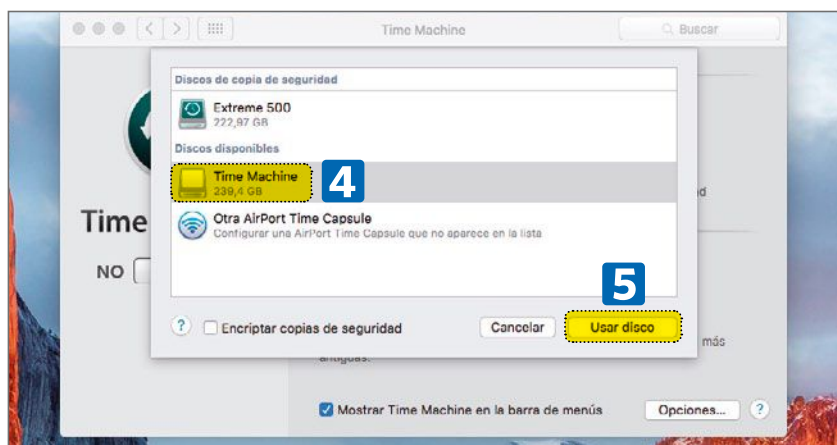 Time Machine
Buscar
Discos de copia de seguridad
Extreme 500
222,97 GB
Discos disponibles
Time Machine
239,4 GB
4
Otra AirPort Time Capsule
Configurar una AirPort Time Capsule que no aparece en la lista
d
Time
NO
5
? Encriptar copias de seguridad
Cancelar
Usar disco
más
antiguas.
Mostrar Time Machine en la barra de menús
Opciones...
?